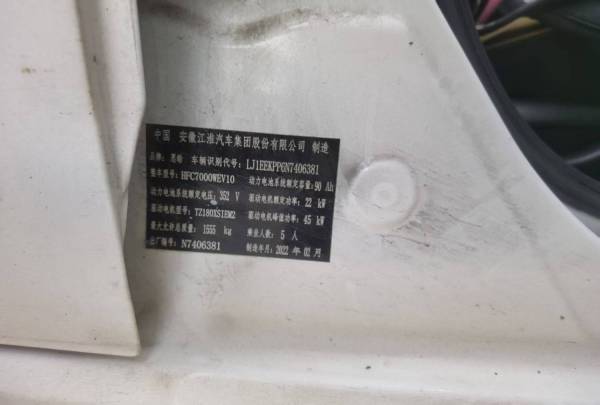 中国 安徽江淮汽车集团股份有限公司 制造
品牌：思皓 车辆识别代号：LJ1EEKPP6N7406381
整车型号：HFC7000WEV10 动力电池系统额定容量：90 Ah
动力电池系统额定电压：352 V 驱动电机额定功率：22 kW
驱动电机型号：TZ180XS1EM2 驱动电机峰值功率：45 kW
最大允许总质量：1555 kg 乘坐人数：5 人
出厂编号：N7406381 制造年月：2022 年 02 月